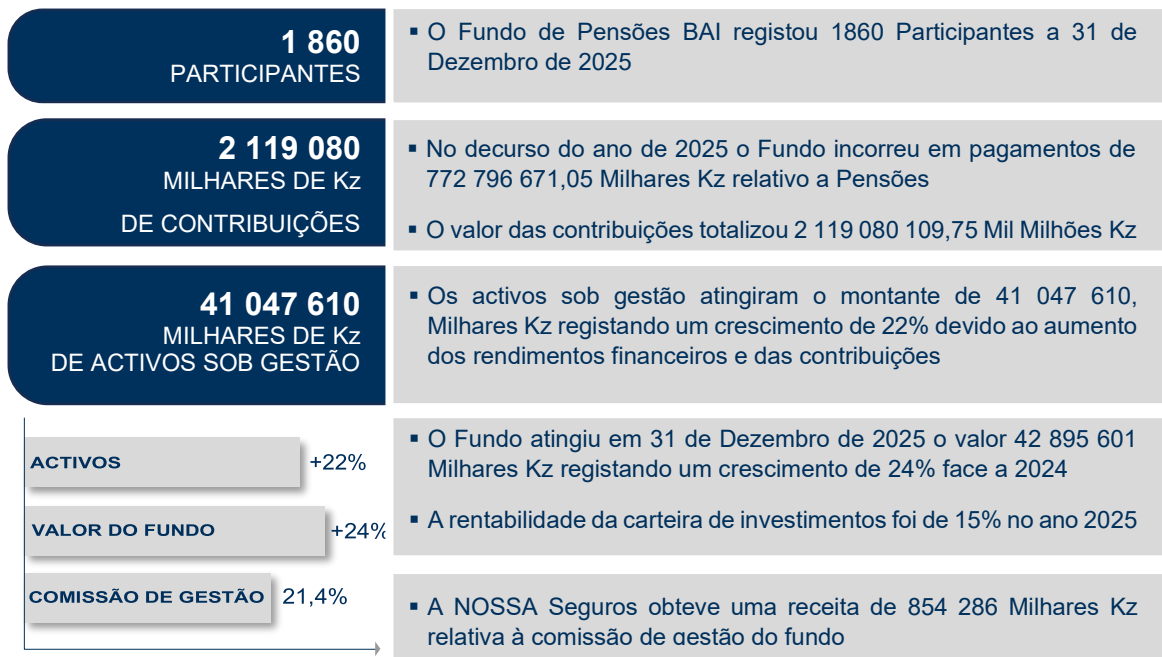 1 860
PARTICIPANTES
▪ O Fundo de Pensões BAI registou 1860 Participantes a 31 de
Dezembro de 2025
2 119 080
MILHARES DE Kz
DE CONTRIBUIÇÕES
▪ No decurso do ano de 2025 o Fundo incorreu em pagamentos de
772 796 671,05 Milhares Kz relativo a Pensões
▪ O valor das contribuições totalizou 2 119 080 109,75 Mil Milhões Kz
41 047 610
MILHARES DE Kz
DE ACTIVOS SOB GESTÃO
▪ Os activos sob gestão atingiram o montante de 41 047 610,
Milhares Kz registando um crescimento de 22% devido ao aumento
dos rendimentos financeiros e das contribuições
ACTIVOS +22%
VALOR DO FUNDO +24%
COMISSÃO DE GESTÃO 21,4%
▪ O Fundo atingiu em 31 de Dezembro de 2025 o valor 42 895 601
Milhares Kz registando um crescimento de 24% face a 2024
▪ A rentabilidade da carteira de investimentos foi de 15% no ano 2025
▪ A NOSSA Seguros obteve uma receita de 854 286 Milhares Kz
relativa à comissão de gestão do fundo